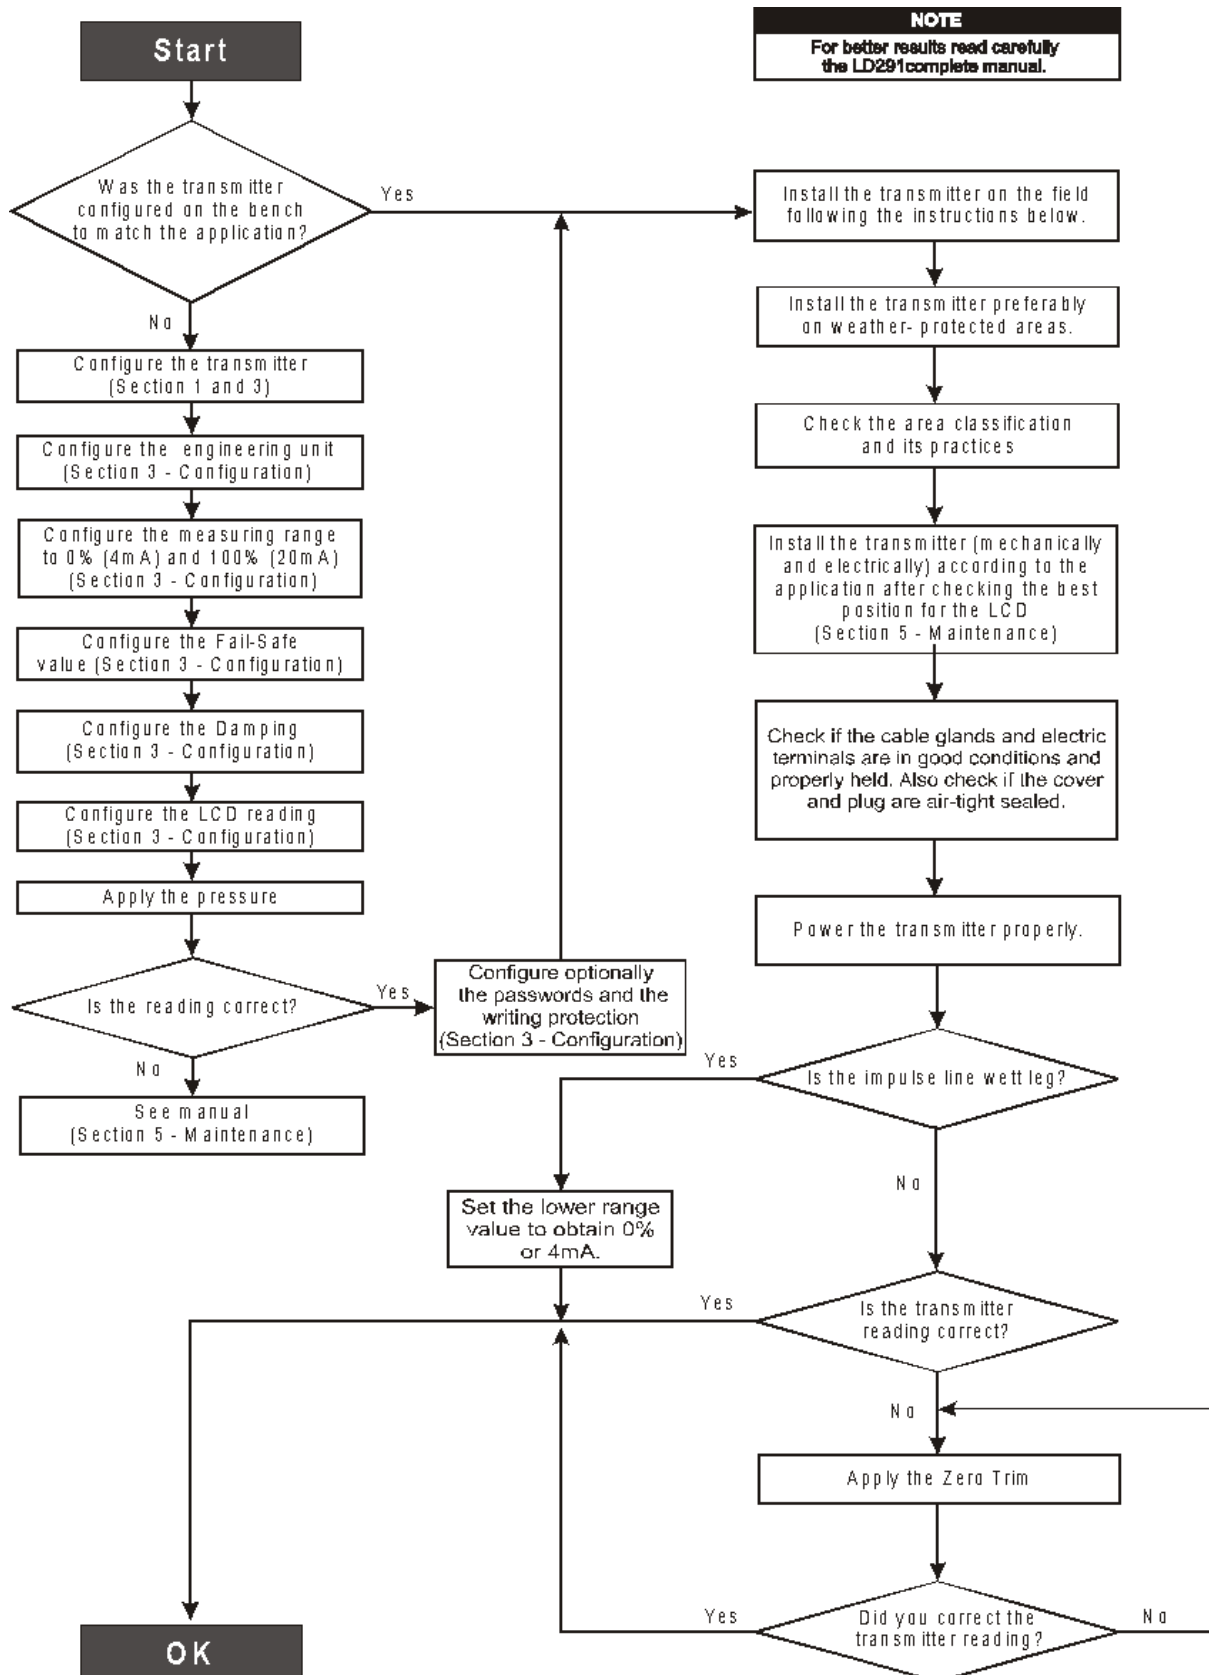 Start
NOTE
For better results read carefully
the LD291complete manual.
Was the transmitter
configured on the bench
to match the application?
Yes
No
Configure the transmitter
(Section 1 and 3)
Configure the engineering unit
(Section 3 - Configuration)
Configure the measuring range
to 0% (4mA) and 100% (20mA)
(Section 3 - Configuration)
Configure the Fail-Safe
value (Section 3 - Configuration)
Configure the Damping
(Section 3 - Configuration)
Configure the LCD reading
(Section 3 - Configuration)
Apply the pressure
Is the reading correct?
Yes
No
See manual
(Section 5 - Maintenance)
Configure optionally
the passwords and the
writing protection
(Section 3 - Configuration)
Install the transmitter on the field
following the instructions below.
Install the transmitter preferably
on weather- protected areas.
Check the area classification
and its practices
Install the transmitter (mechanically
and electrically) according to the
application after checking the best
position for the LCD
(Section 5 - Maintenance)
Check if the cable glands and electric
terminals are in good conditions and
properly held. Also check if the cover
and plug are air-tight sealed.
Power the transmitter properly.
Is the impulse line wett leg?
Yes
No
Set the lower range
value to obtain 0%
or 4mA.
Is the transmitter
reading correct?
Yes
No
Apply the Zero Trim
Did you correct the
transmitter reading?
Yes
No
OK